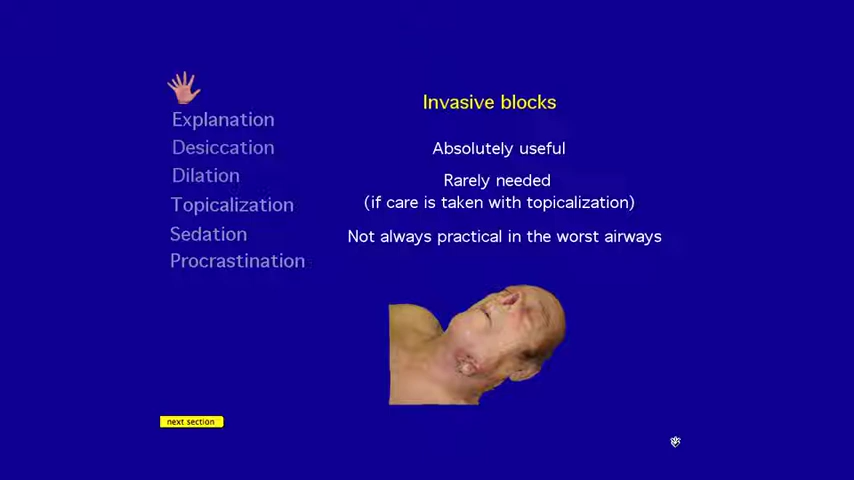 Explanation
Desiccation
Dilation
Topicalization
Sedation
Procrastination
Invasive blocks
Absolutely useful
Rarely needed
(if care is taken with topicalization)
Not always practical in the worst airways
next section